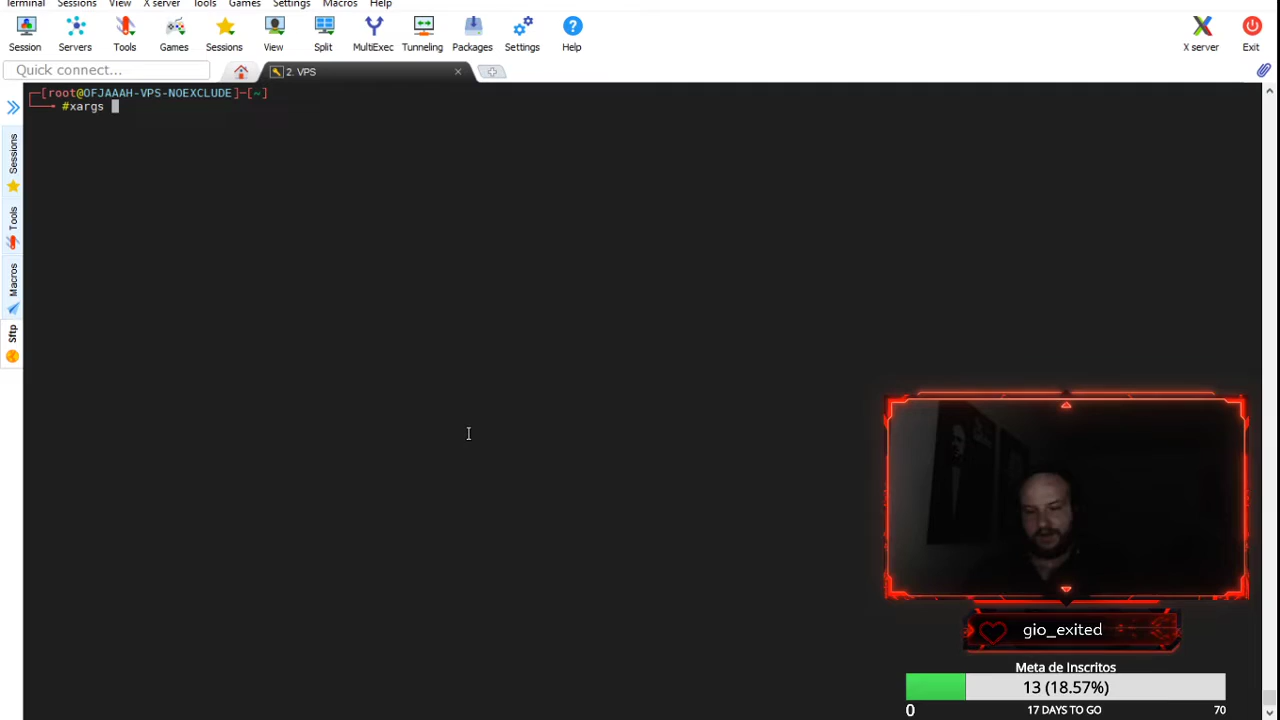 Terminal Sessions View X server Tools Games Settings Macros Help
Session Servers Tools Games Sessions View Split MultiExec Tunneling Packages Settings Help X server Exit
Quick connect... 2. VPS
[root@OFJAAAH-VPS-NOEXCLUDE]-[~]
#xargs
Sessions
Tools
Macros
Sftp
gio_exited
Meta de Inscritos
13 (18.57%)
0 17 DAYS TO GO 70